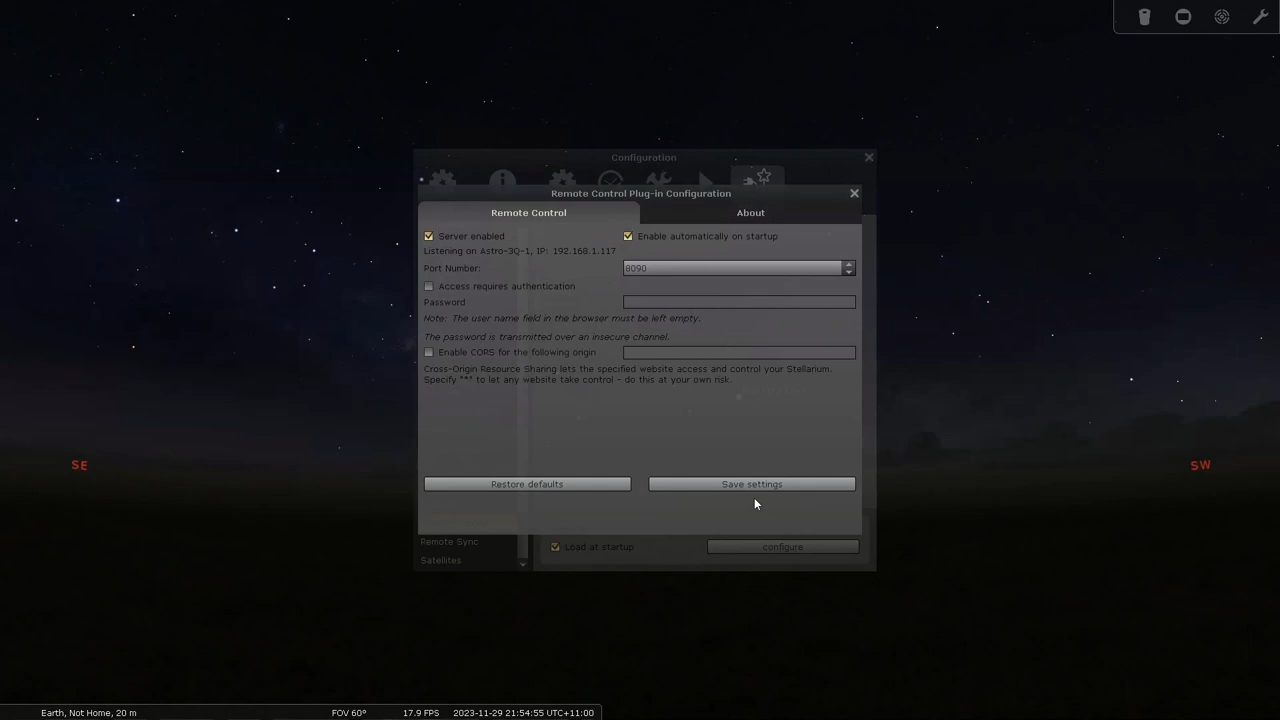 Configuration
Remote Control Plug-in Configuration
Remote Control
About
Server enabled
Enable automatically on startup
Listening on Astro-3Q-1, IP: 192.168.1.117
Port Number:
8090
Access requires authentication
Password
Note: The user name field in the browser must be left empty.
The password is transmitted over an insecure channel.
Enable CORS for the following origin
Cross-Origin Resource Sharing lets the specified website access and control your Stellarium.
Specify "*" to let any website take control - do this at your own risk.
SE
SW
Restore defaults
Save settings
Remote Sync
Load at startup
configure
Satellites
Earth, Not Home, 20 m
FOV 60°
17.9 FPS
2023-11-29 21:54:55 UTC+11:00